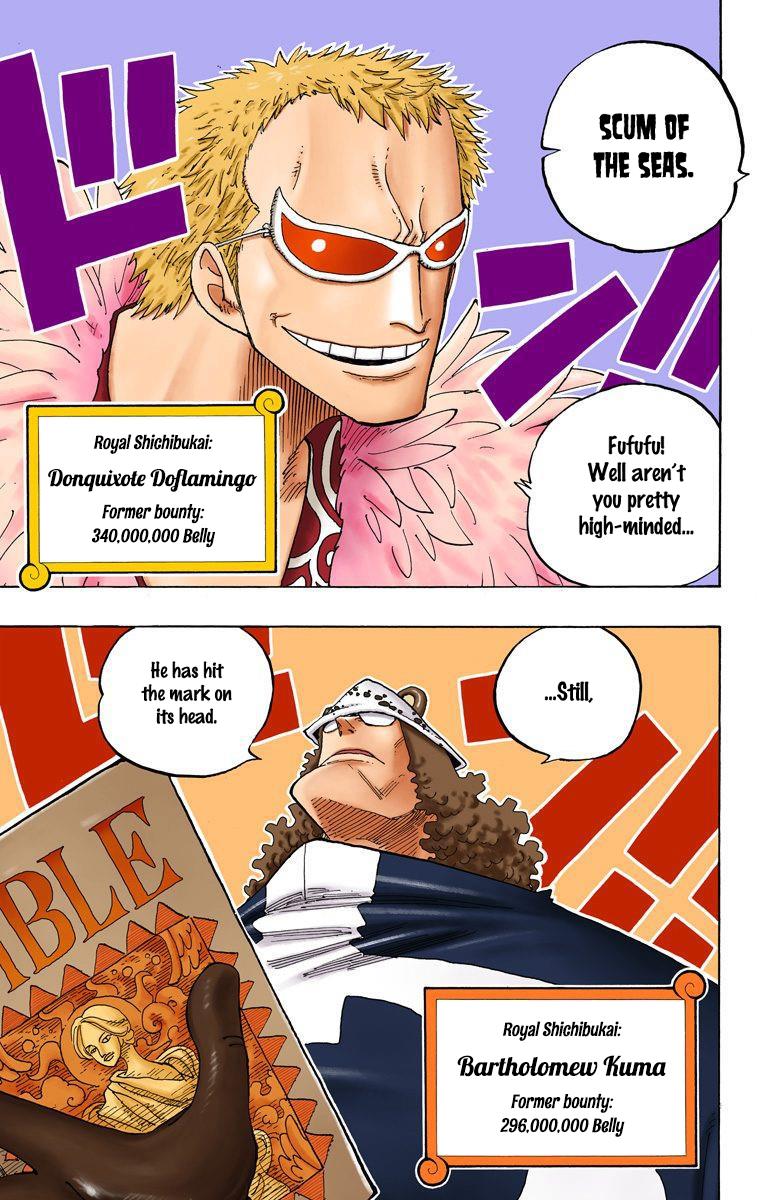 SCUM OF
THE SEAS.
ドン!!
Fufufu!
Well aren't
you pretty
high-minded...
Royal Shichibukai:
Donquixote Doflamingo
Former bounty:
340,000,000 Belly
...Still,
He has hit
the mark on
its head.
IBLE
Royal Shichibukai:
Bartholomew Kuma
Former bounty:
296,000,000 Belly